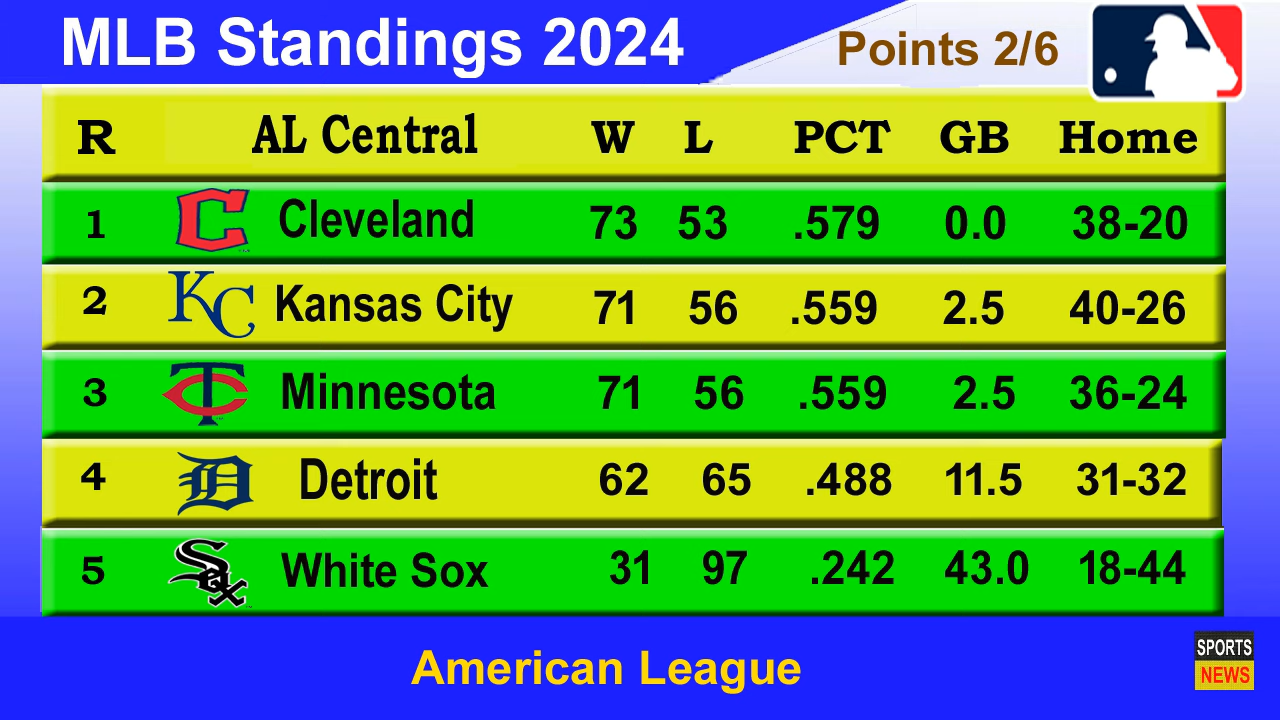 MLB Standings 2024 Points 2/6
R AL Central W L PCT GB Home
1 C Cleveland 73 53 .579 0.0 38-20
2 KC Kansas City 71 56 .559 2.5 40-26
3 TC Minnesota 71 56 .559 2.5 36-24
4 D Detroit 62 65 .488 11.5 31-32
5 Sox White Sox 31 97 .242 43.0 18-44
American League
SPORTS
NEWS